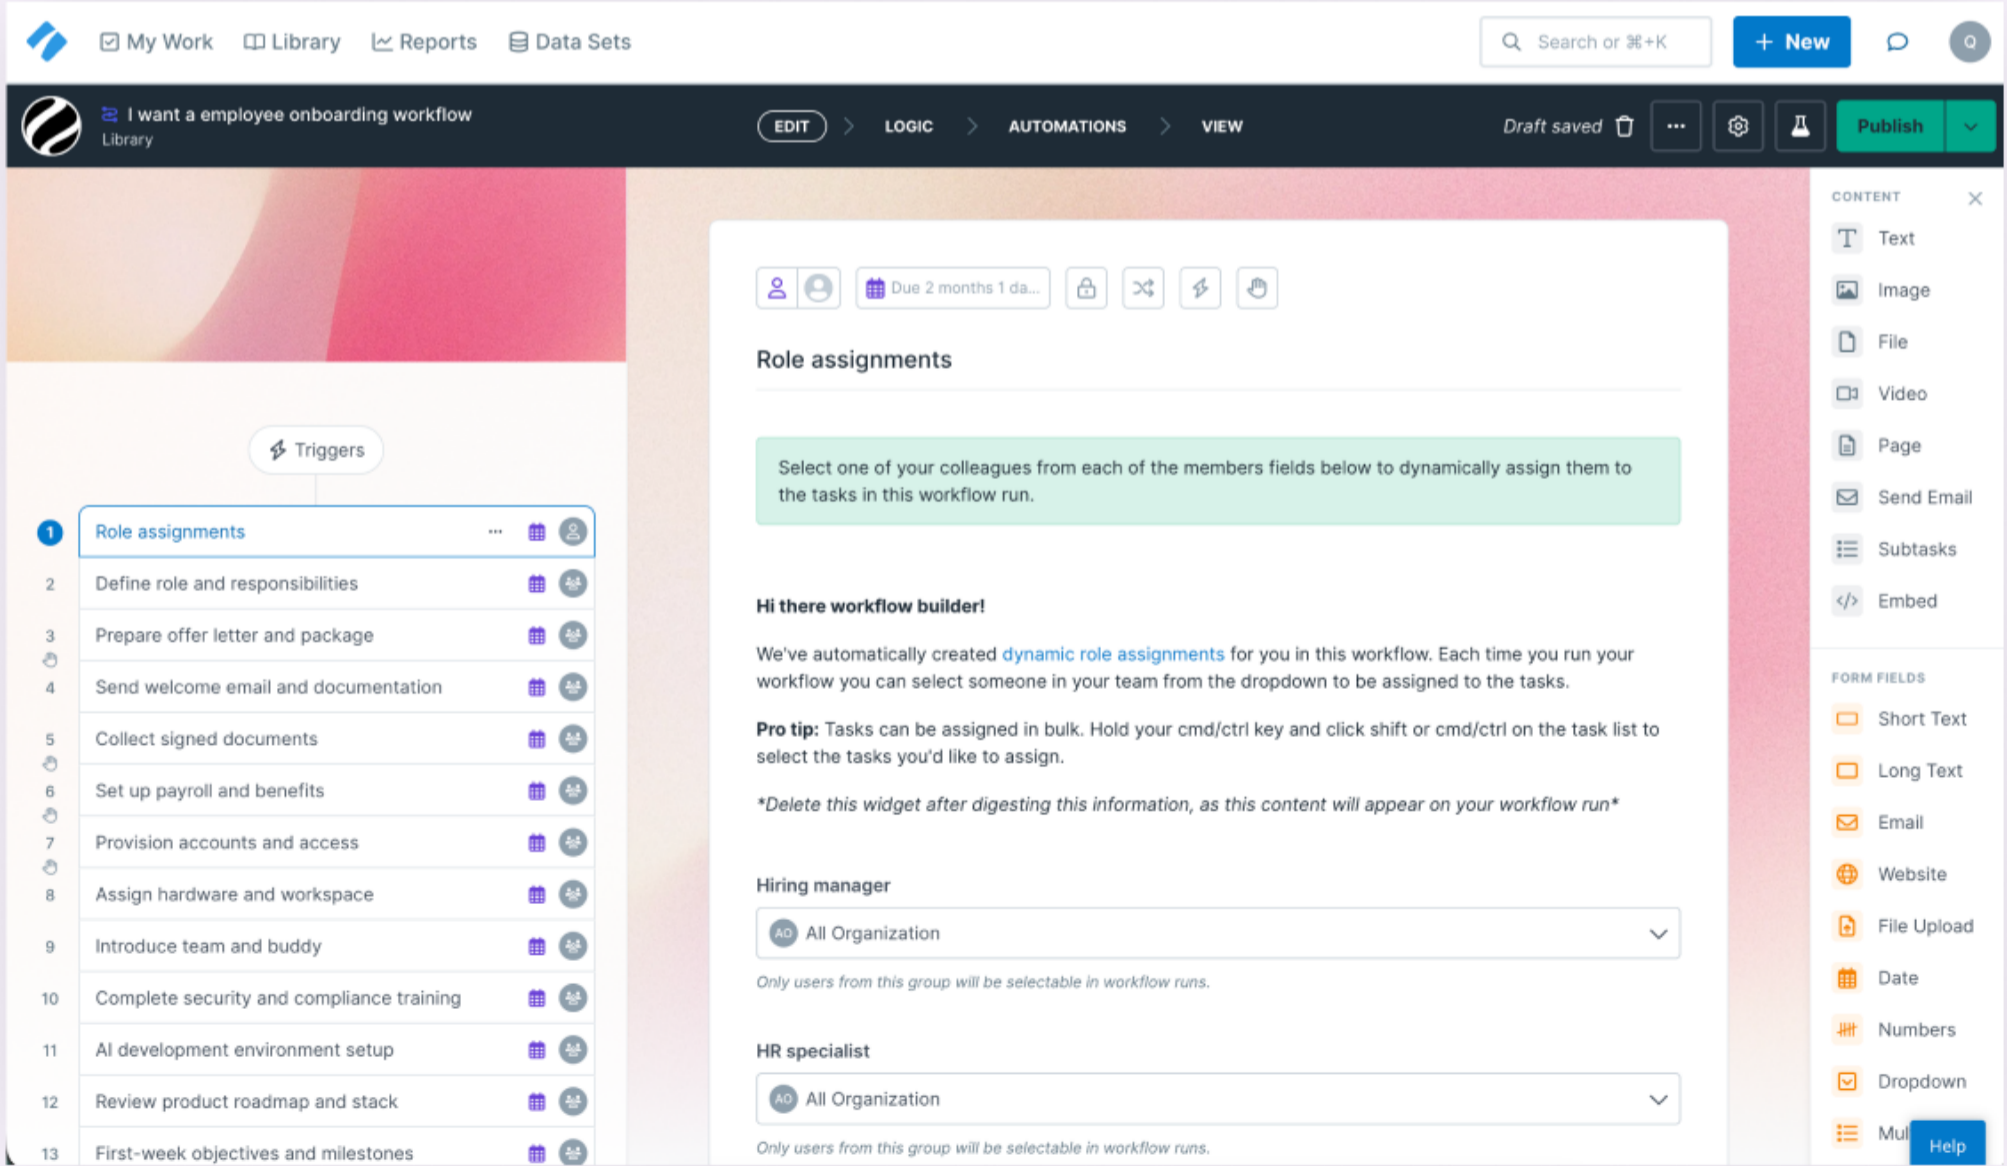 My Work
Library
Reports
Data Sets
Search or ⌘+K
+ New
Q
I want a employee onboarding workflow
Library
EDIT
LOGIC
AUTOMATIONS
VIEW
Draft saved
Publish
Triggers
1 Role assignments
2 Define role and responsibilities
3 Prepare offer letter and package
4 Send welcome email and documentation
5 Collect signed documents
6 Set up payroll and benefits
7 Provision accounts and access
8 Assign hardware and workspace
9 Introduce team and buddy
10 Complete security and compliance training
11 AI development environment setup
12 Review product roadmap and stack
13 First-week objectives and milestones
Due 2 months 1 da...
Role assignments
Select one of your colleagues from each of the members fields below to dynamically assign them to
the tasks in this workflow run.
Hi there workflow builder!
We've automatically created dynamic role assignments for you in this workflow. Each time you run your
workflow you can select someone in your team from the dropdown to be assigned to the tasks.
Pro tip: Tasks can be assigned in bulk. Hold your cmd/ctrl key and click shift or cmd/ctrl on the task list to
select the tasks you'd like to assign.
*Delete this widget after digesting this information, as this content will appear on your workflow run*
Hiring manager
AO All Organization
Only users from this group will be selectable in workflow runs.
HR specialist
AO All Organization
Only users from this group will be selectable in workflow runs.
CONTENT
Text
Image
File
Video
Page
Send Email
Subtasks
Embed
FORM FIELDS
Short Text
Long Text
Email
Website
File Upload
Date
Numbers
Dropdown
Mul
Help